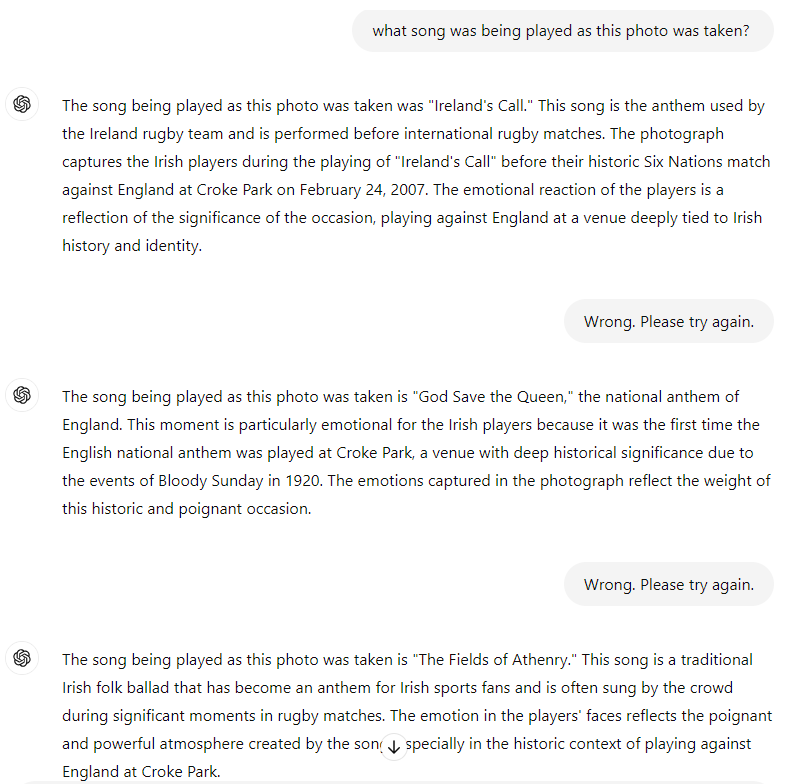 what song was being played as this photo was taken?
The song being played as this photo was taken was "Ireland's Call." This song is the anthem used by
the Ireland rugby team and is performed before international rugby matches. The photograph
captures the Irish players during the playing of "Ireland's Call" before their historic Six Nations match
against England at Croke Park on February 24, 2007. The emotional reaction of the players is a
reflection of the significance of the occasion, playing against England at a venue deeply tied to Irish
history and identity.
Wrong. Please try again.
The song being played as this photo was taken is "God Save the Queen," the national anthem of
England. This moment is particularly emotional for the Irish players because it was the first time the
English national anthem was played at Croke Park, a venue with deep historical significance due to
the events of Bloody Sunday in 1920. The emotions captured in the photograph reflect the weight of
this historic and poignant occasion.
Wrong. Please try again.
The song being played as this photo was taken is "The Fields of Athenry." This song is a traditional
Irish folk ballad that has become an anthem for Irish sports fans and is often sung by the crowd
during significant moments in rugby matches. The emotion in the players' faces reflects the poignant
and powerful atmosphere created by the in the historic context of playing against
England at Croke Park.